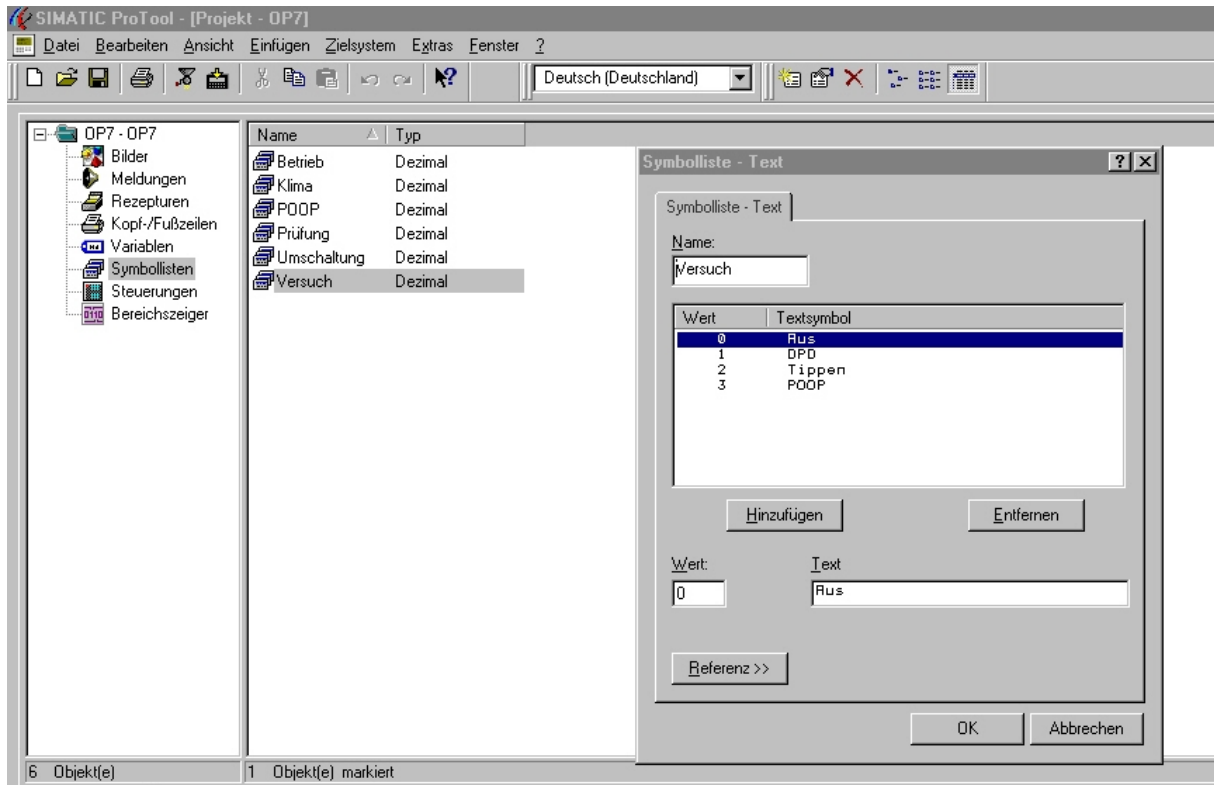 SIMATIC ProTool - [Projekt - OP7]
Datei Bearbeiten Ansicht Einfügen Zielsystem Extras Fenster ?
Deutsch (Deutschland)
OP7 - OP7
Bilder
Meldungen
Rezepturen
Kopf-/Fußzeilen
Variablen
Symbollisten
Steuerungen
Bereichszeiger
Name Typ
Betrieb Dezimal
Klima Dezimal
POOP Dezimal
Prüfung Dezimal
Umschaltung Dezimal
Versuch Dezimal
Symbolliste - Text
Symbolliste - Text
Name:
Versuch
Wert Textsymbol
0 Aus
1 DPD
2 Tippen
3 POOP
Hinzufügen Entfernen
Wert: Text
0 Aus
Referenz >>
OK Abbrechen
6 Objekt(e) 1 Objekt(e) markiert